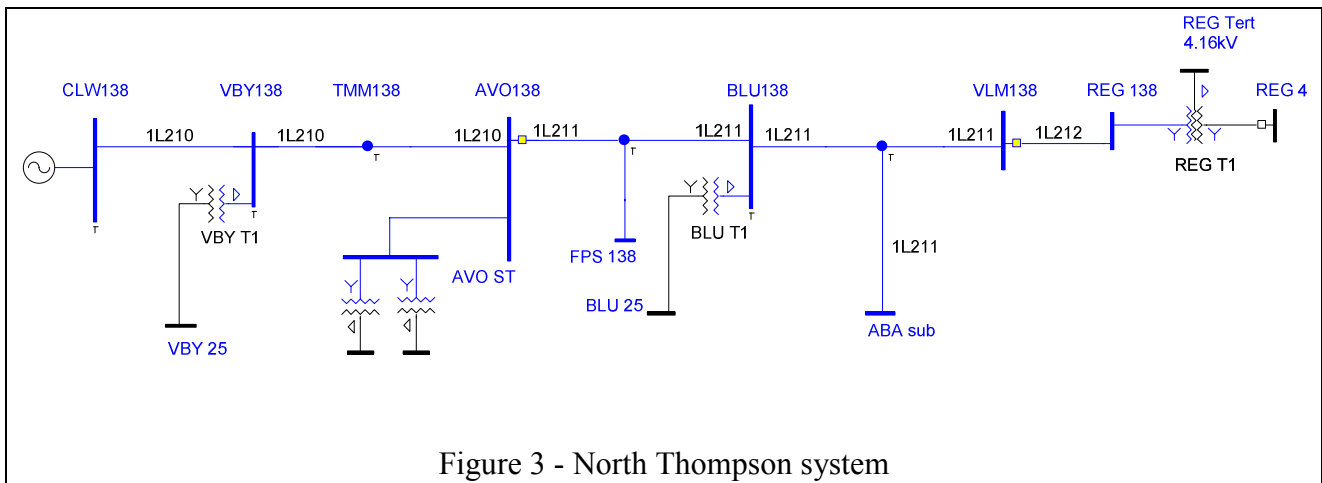 REG Tert
4.16kV
CLW138
VBY138
TMM138
AVO138
BLU138
VLM138
REG 138
REG 4
1L210
1L210
1L210
1L211
1L211
1L211
1L212
T
T
T
T
REG T1
VBY T1
T
BLU T1
T
1L211
AVO ST
FPS 138
BLU 25
ABA sub
VBY 25
Figure 3 - North Thompson system